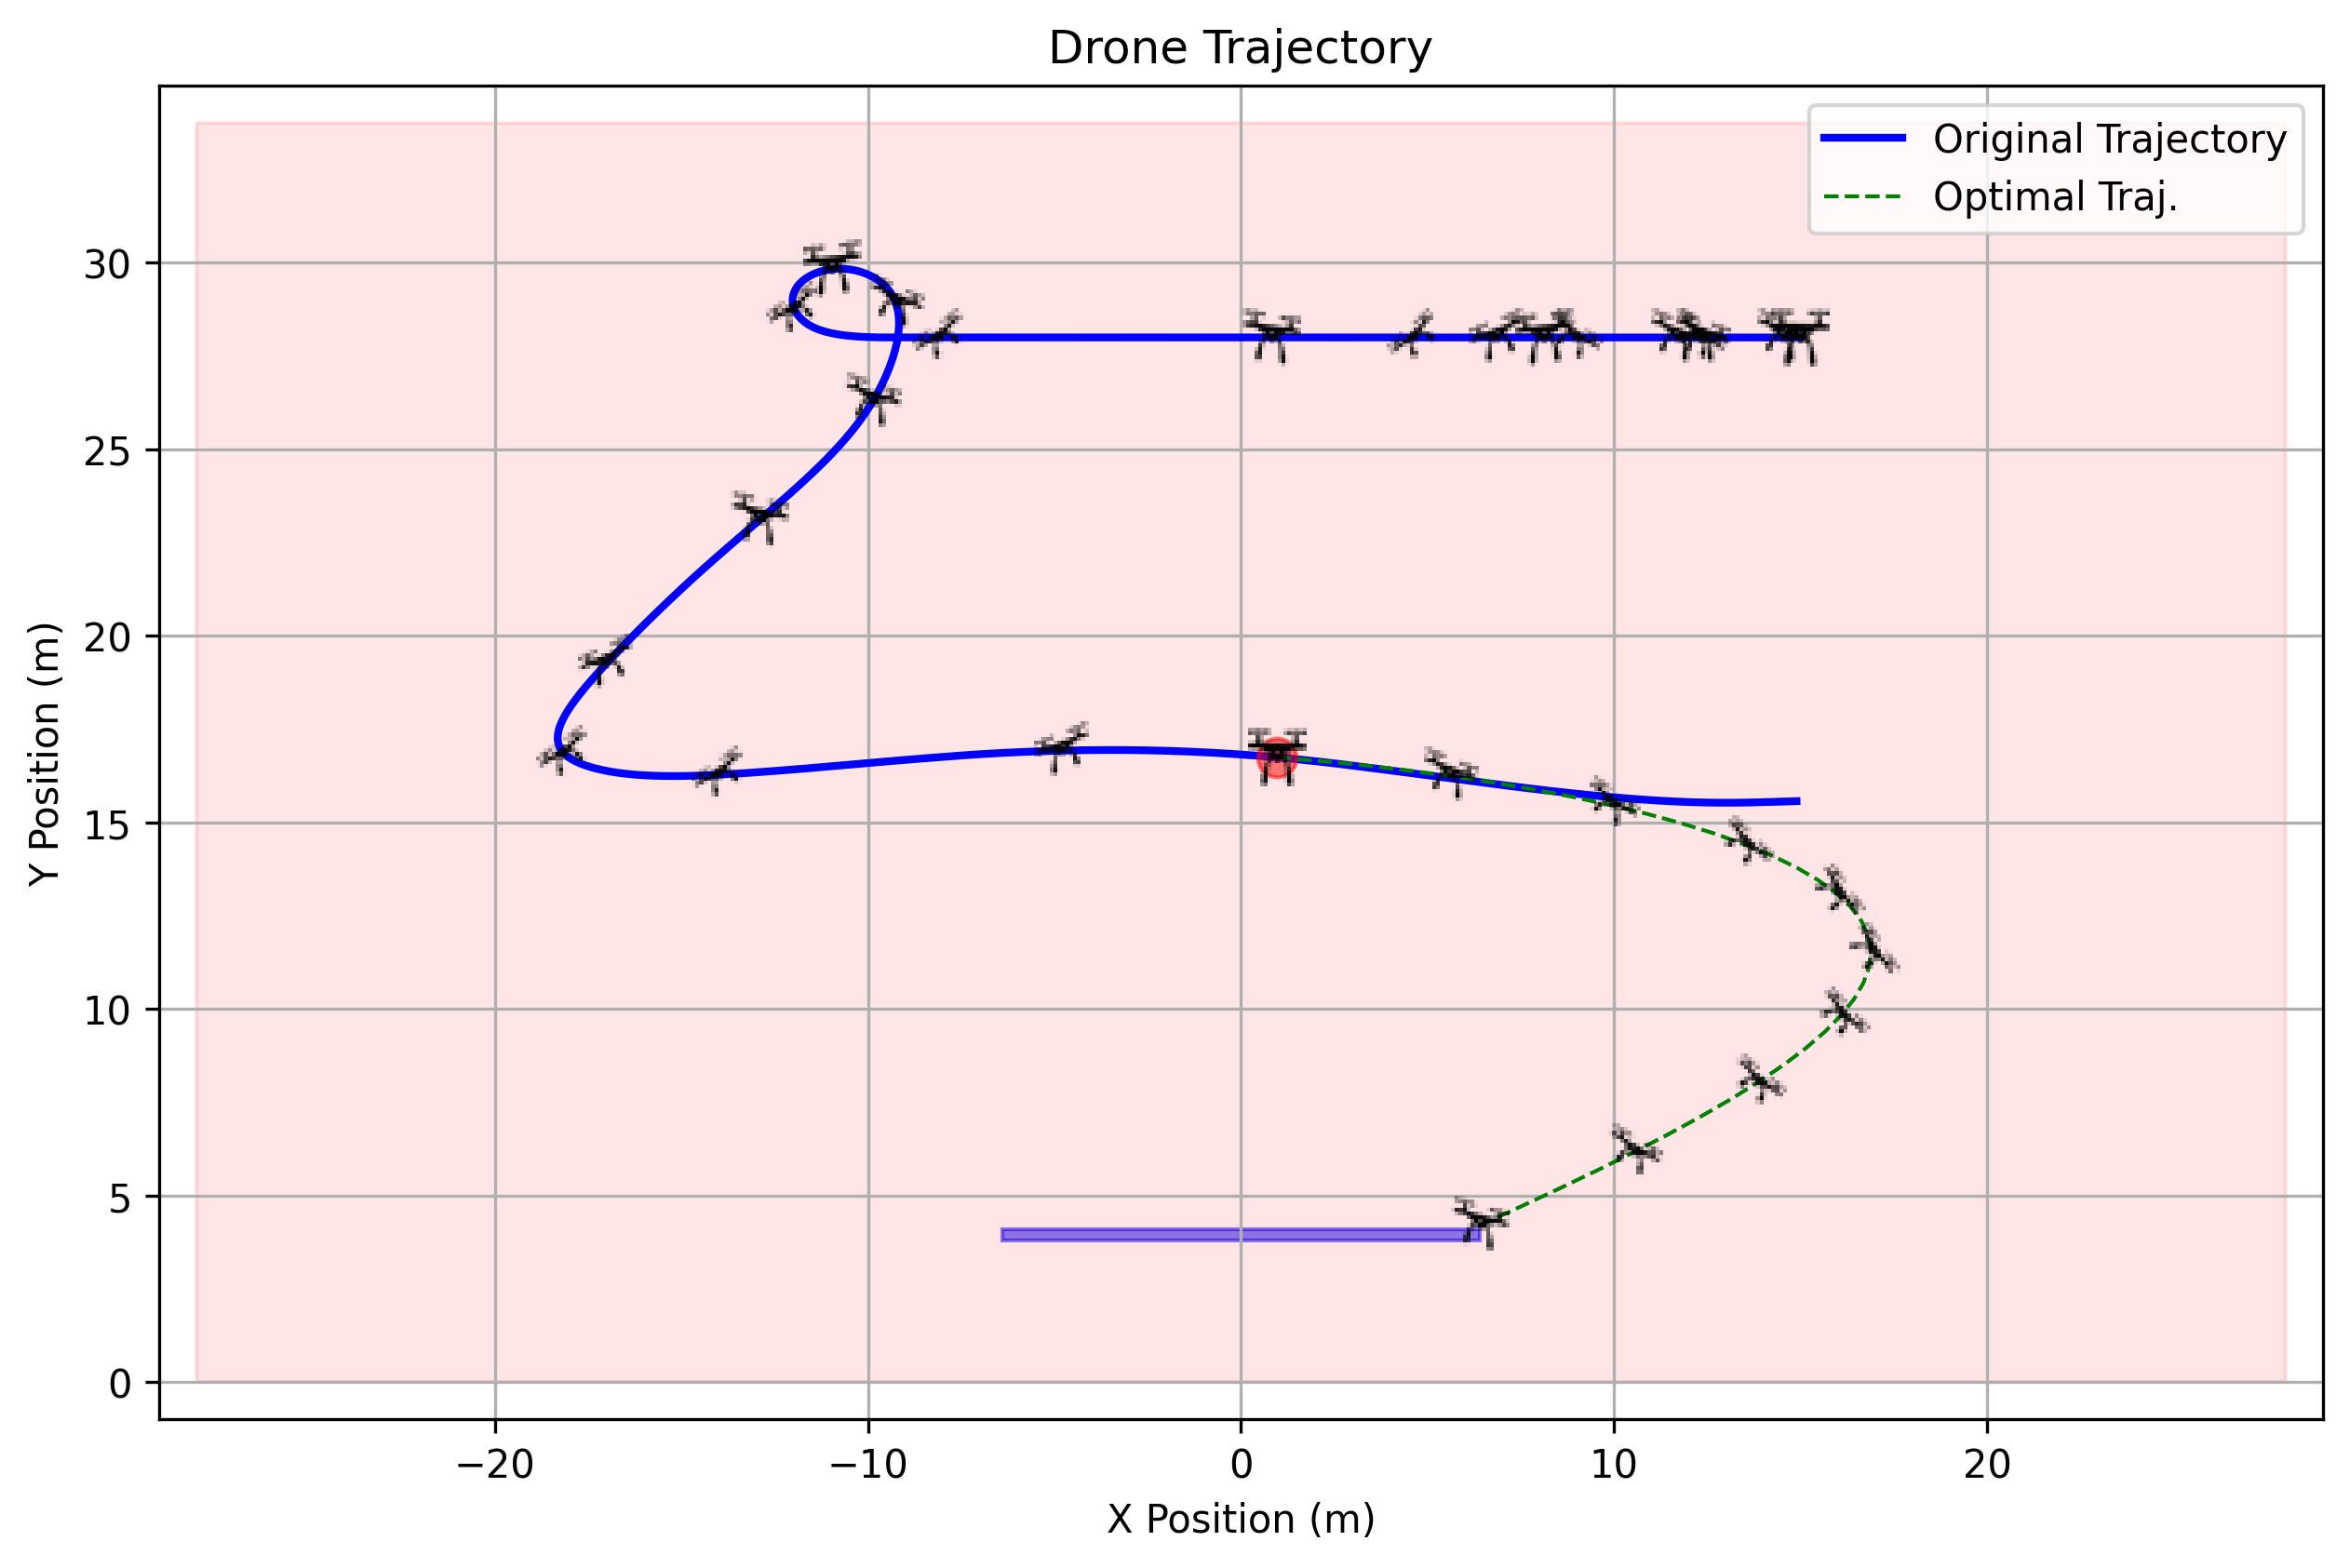 Drone Trajectory
Original Trajectory
Optimal Traj.
Y Position (m)
30
25
20
15
10
5
0
−20
−10
0
10
20
X Position (m)